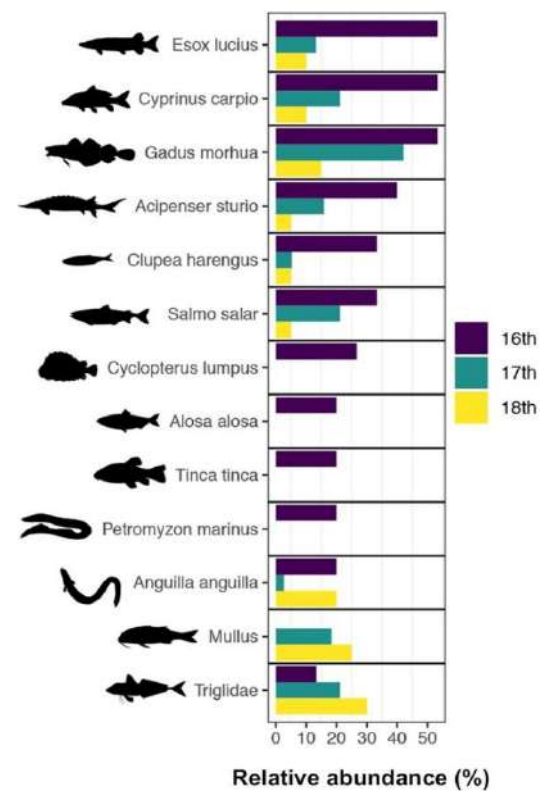 Esox lucius
Cyprinus carpio
Gadus morhua
Acipenser sturio
Clupea harengus
Salmo salar
Cyclopterus lumpus
Alosa alosa
Tinca tinca
Petromyzon marinus
Anguilla anguilla
Mullus
Triglidae
16th
17th
18th
0 10 20 30 40 50
Relative abundance (%)